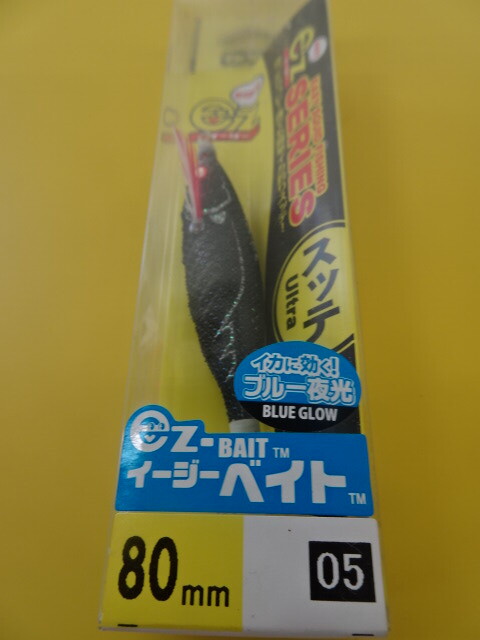 ez
SERIES
スッテ
Ultra
イカに効く!
ブルー夜光
BLUE GLOW
ez-BAIT™
イージーベイト™
80mm
05